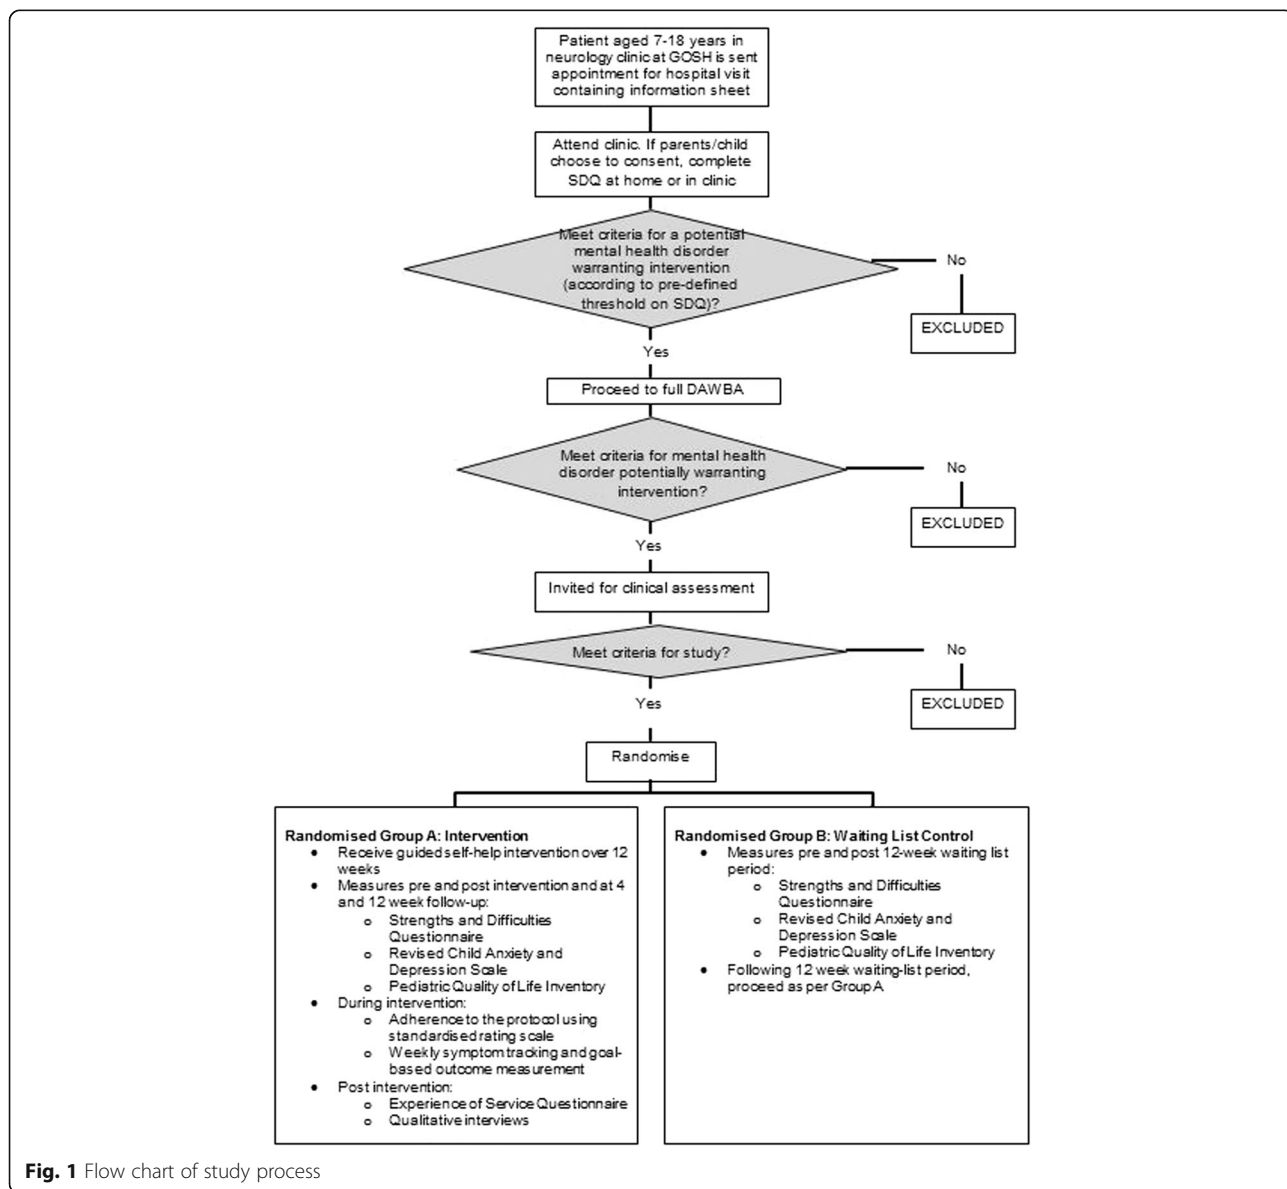 Patient aged 7-18 years in
neurology clinic at GOSH is sent
appointment for hospital visit
containing information sheet
Attend clinic. If parents/child
choose to consent, complete
SDQ at home or in clinic
Meet criteria for a potential
mental health disorder
warranting intervention
(according to pre-defined
threshold on SDQ)?
No
EXCLUDED
Yes
Proceed to full DAWBA
Meet criteria for mental health
disorder potentially warranting
intervention?
No
EXCLUDED
Yes
Invited for clinical assessment
Meet criteria for study?
No
EXCLUDED
Yes
Randomise
Randomised Group A: Intervention
• Receive guided self-help intervention over 12
weeks
• Measures pre and post intervention and at 4
and 12 week follow-up:
o Strengths and Difficulties
Questionnaire
o Revised Child Anxiety and
Depression Scale
o Pediatric Quality of Life Inventory
• During intervention:
o Adherence to the protocol using
standardised rating scale
o Weekly symptom tracking and goal-
based outcome measurement
• Post intervention:
o Experience of Service Questionnaire
o Qualitative interviews
Randomised Group B: Waiting List Control
• Measures pre and post 12-week waiting list
period:
o Strengths and Difficulties
Questionnaire
o Revised Child Anxiety and
Depression Scale
o Pediatric Quality of Life Inventory
• Following 12 week waiting-list period,
proceed as per Group A
Fig. 1 Flow chart of study process